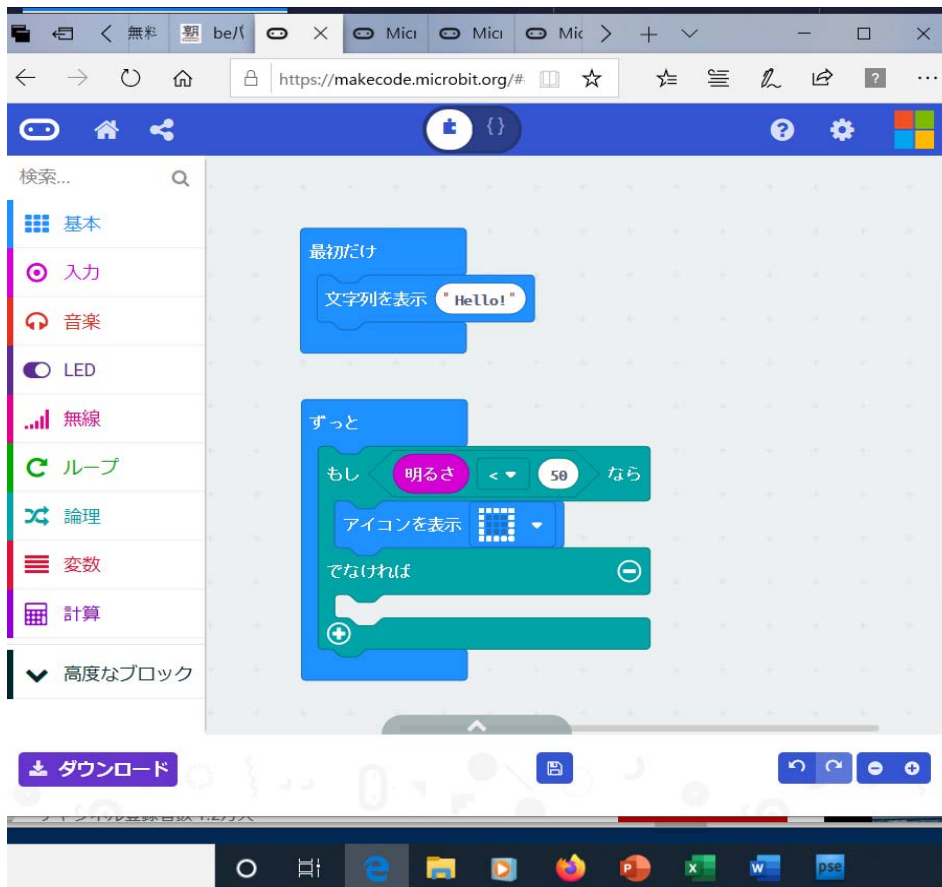 無料
be
Micr
Micr
Mic
https://makecode.microbit.org/#
{}
検索...
基本
入力
音楽
LED
無線
ループ
論理
変数
計算
高度なブロック
最初だけ
文字列を表示 "Hello!"
ずっと
もし 明るさ < 50 なら
アイコンを表示
でなければ
ダウンロード
pse